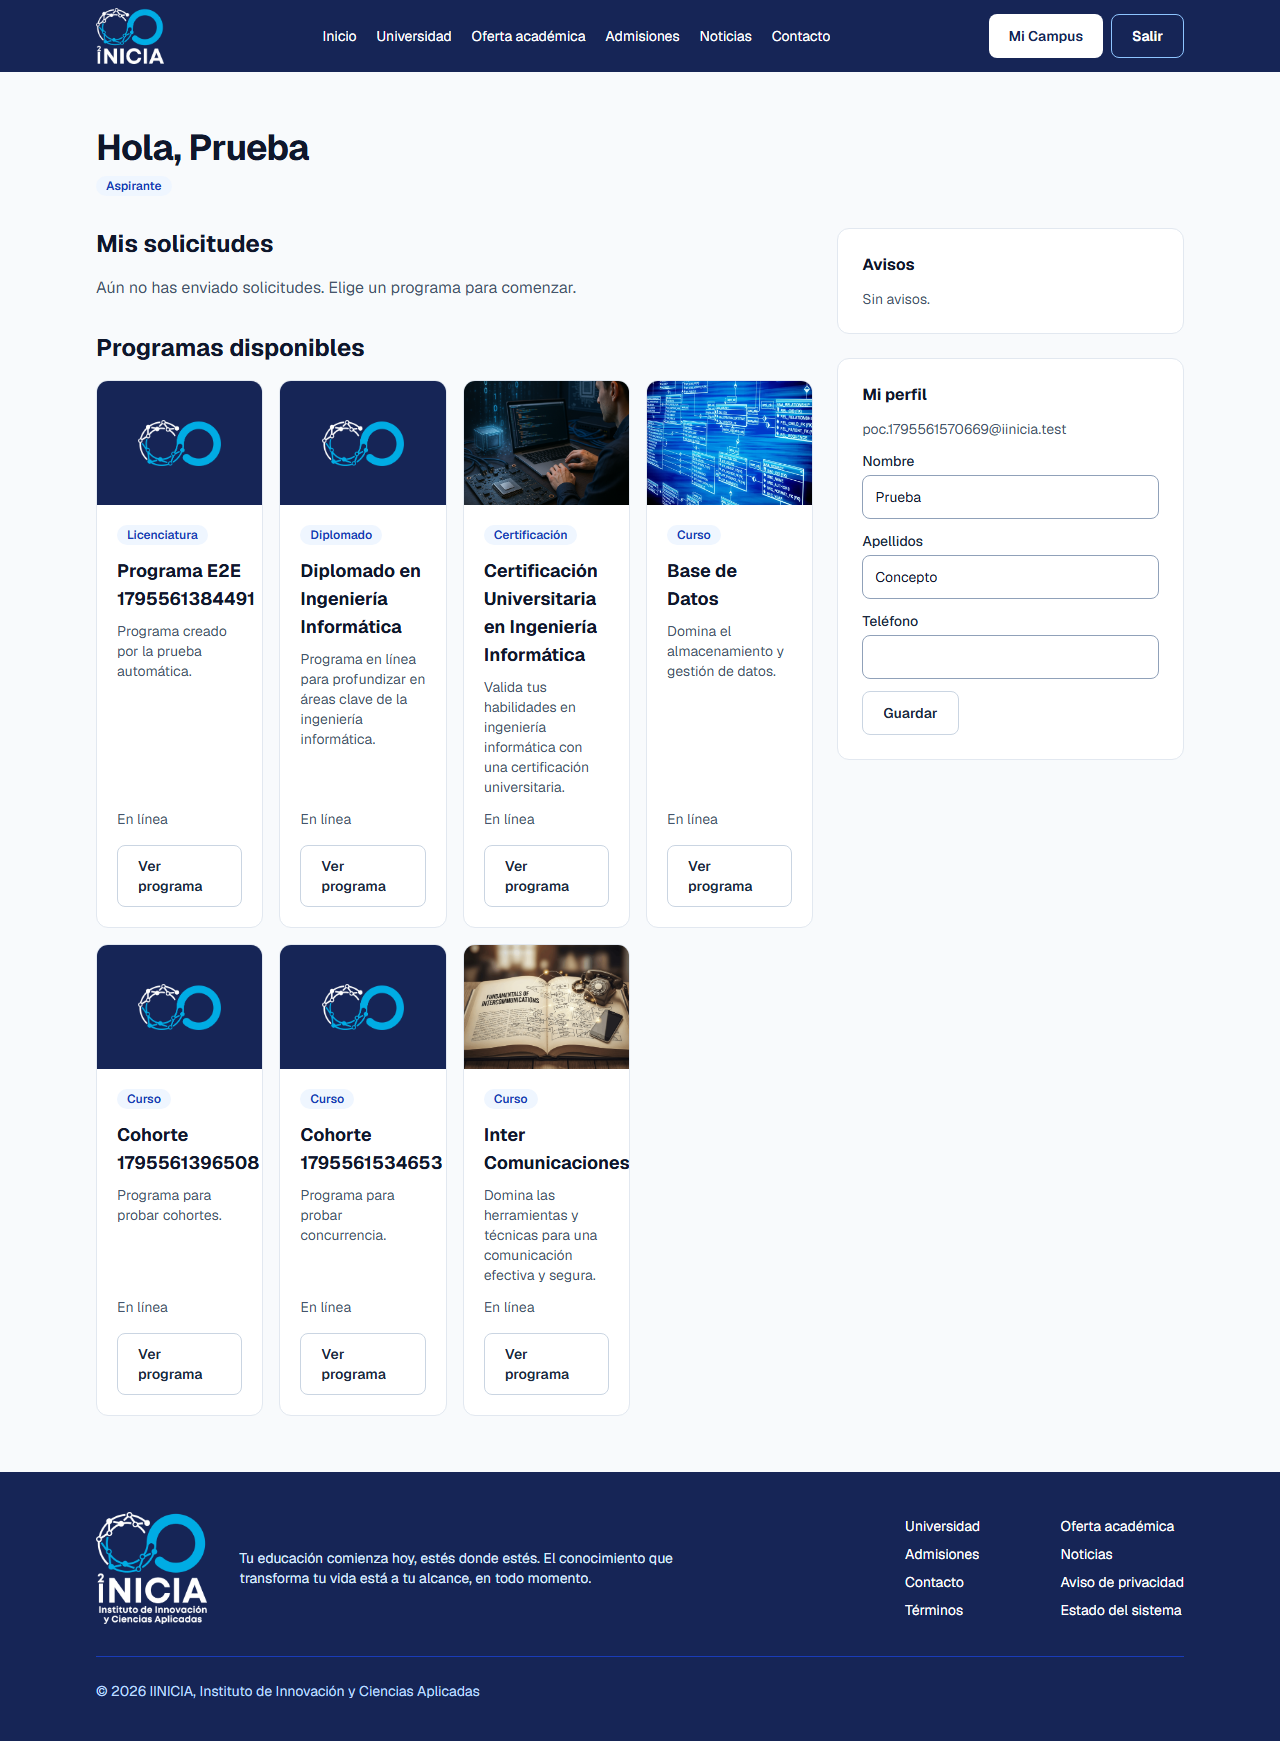 2
iNICIA
Inicio
Universidad
Oferta académica
Admisiones
Noticias
Contacto
Mi Campus
Salir
Hola, Prueba
Aspirante
Mis solicitudes
Aún no has enviado solicitudes. Elige un programa para comenzar.
Programas disponibles
Licenciatura
Programa E2E
1795561384491
Programa creado
por la prueba
automática.
En línea
Ver
programa
Diplomado
Diplomado en
Ingeniería
Informática
Programa en línea
para profundizar en
áreas clave de la
ingeniería
informática.
En línea
Ver
programa
Certificación
Certificación
Universitaria
en Ingeniería
Informática
Valida tus
habilidades en
ingeniería
informática con
una certificación
universitaria.
En línea
Ver
programa
Curso
Base de
Datos
Domina el
almacenamiento y
gestión de datos.
En línea
Ver
programa
Curso
Cohorte
1795561396508
Programa para
probar cohortes.
En línea
Ver
programa
Curso
Cohorte
1795561534653
Programa para
probar
concurrencia.
En línea
Ver
programa
FUNDAMENTALS OF
INTERCOMMUNICATIONS
Curso
Inter
Comunicaciones
Domina las
herramientas y
técnicas para una
comunicación
efectiva y segura.
En línea
Ver
programa
Avisos
Sin avisos.
Mi perfil
poc.1795561570669@iinicia.test
Nombre
Prueba
Apellidos
Concepto
Teléfono
Guardar
2
iNICIA
Instituto de Innovación
y Ciencias Aplicadas
Tu educación comienza hoy, estés donde estés. El conocimiento que
transforma tu vida está a tu alcance, en todo momento.
Universidad
Admisiones
Contacto
Términos
Oferta académica
Noticias
Aviso de privacidad
Estado del sistema
© 2026 IINICIA, Instituto de Innovación y Ciencias Aplicadas